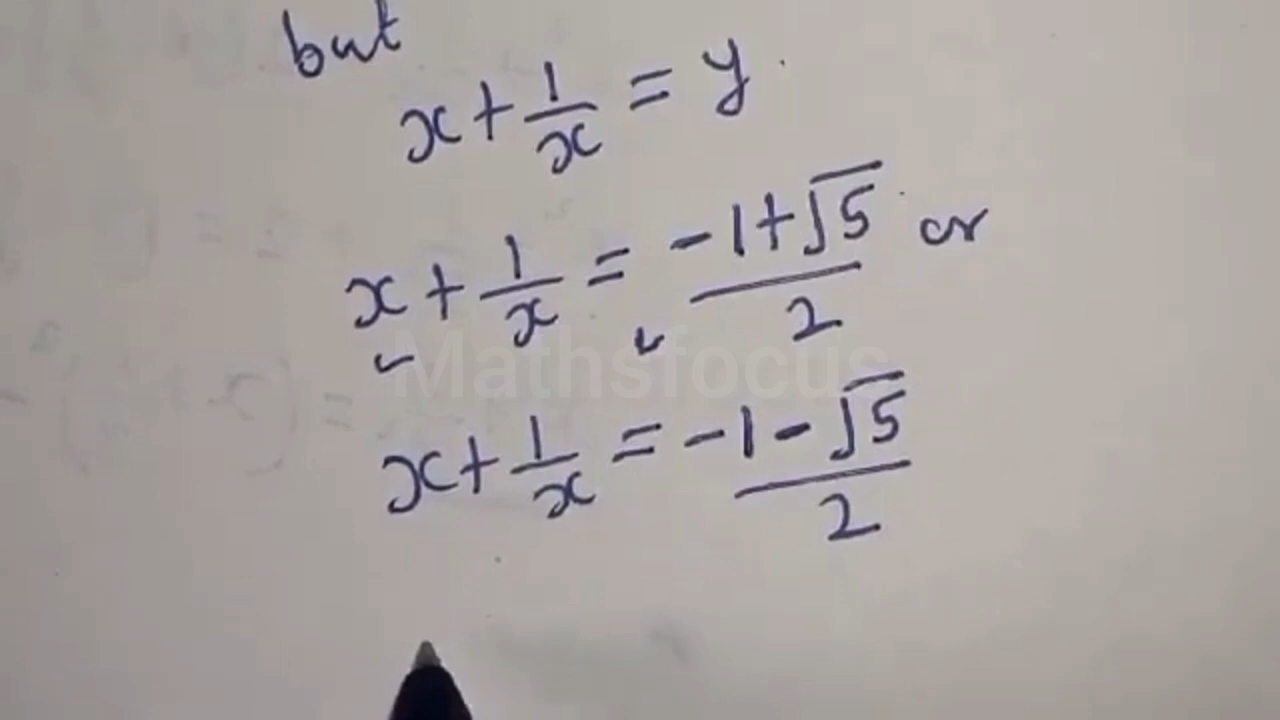 but
x + 1/x = y
x + 1/x = (-1+√5)/2 or
x + 1/x = (-1-√5)/2
Mathsfocus